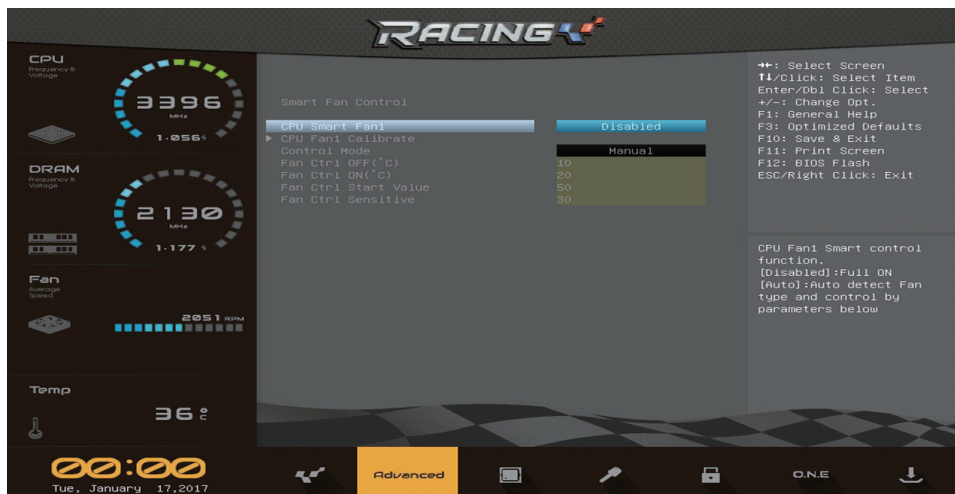 RACING
CPU
Frequency &
Voltage
3396
MHz
1.056
DRAM
Frequency &
Voltage
2130
MHz
1.177
Fan
Average
Speed
2051 RPM
Temp
36 °C
Smart Fan Control
CPU Smart Fan1 Disabled
▶ CPU Fan1 Calibrate
Control Mode Manual
Fan Ctrl OFF(°C) 10
Fan Ctrl ON(°C) 20
Fan Ctrl Start Value 50
Fan Ctrl Sensitive 30
→←: Select Screen
↑↓/Click: Select Item
Enter/Dbl Click: Select
+/-: Change Opt.
F1: General Help
F3: Optimized Defaults
F10: Save & Exit
F11: Print Screen
F12: BIOS Flash
ESC/Right Click: Exit
CPU Fan1 Smart control
function.
[Disabled]:Full ON
[Auto]:Auto detect Fan
type and control by
parameters below
00:00
Tue, January 17,2017
Advanced
O.N.E